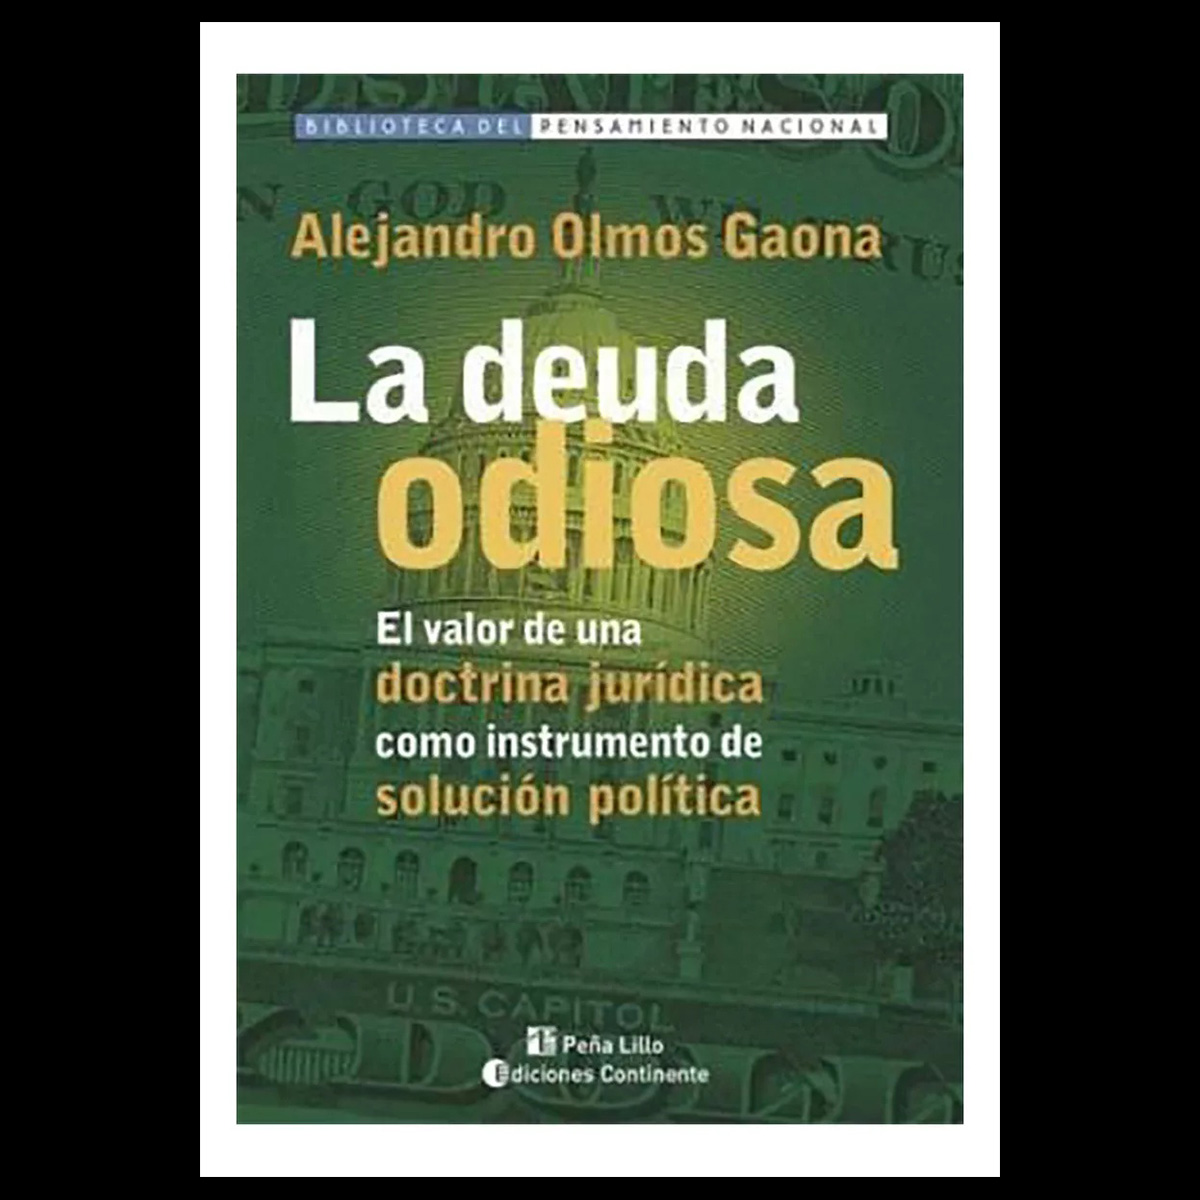 BIBLIOTECA DEL PENSAMIENTO NACIONAL
Alejandro Olmos Gaona
La deuda
odiosa
El valor de una
doctrina jurídica
como instrumento de
solución política
U.S. CAPITOL
Peña Lillo
Ediciones Continente